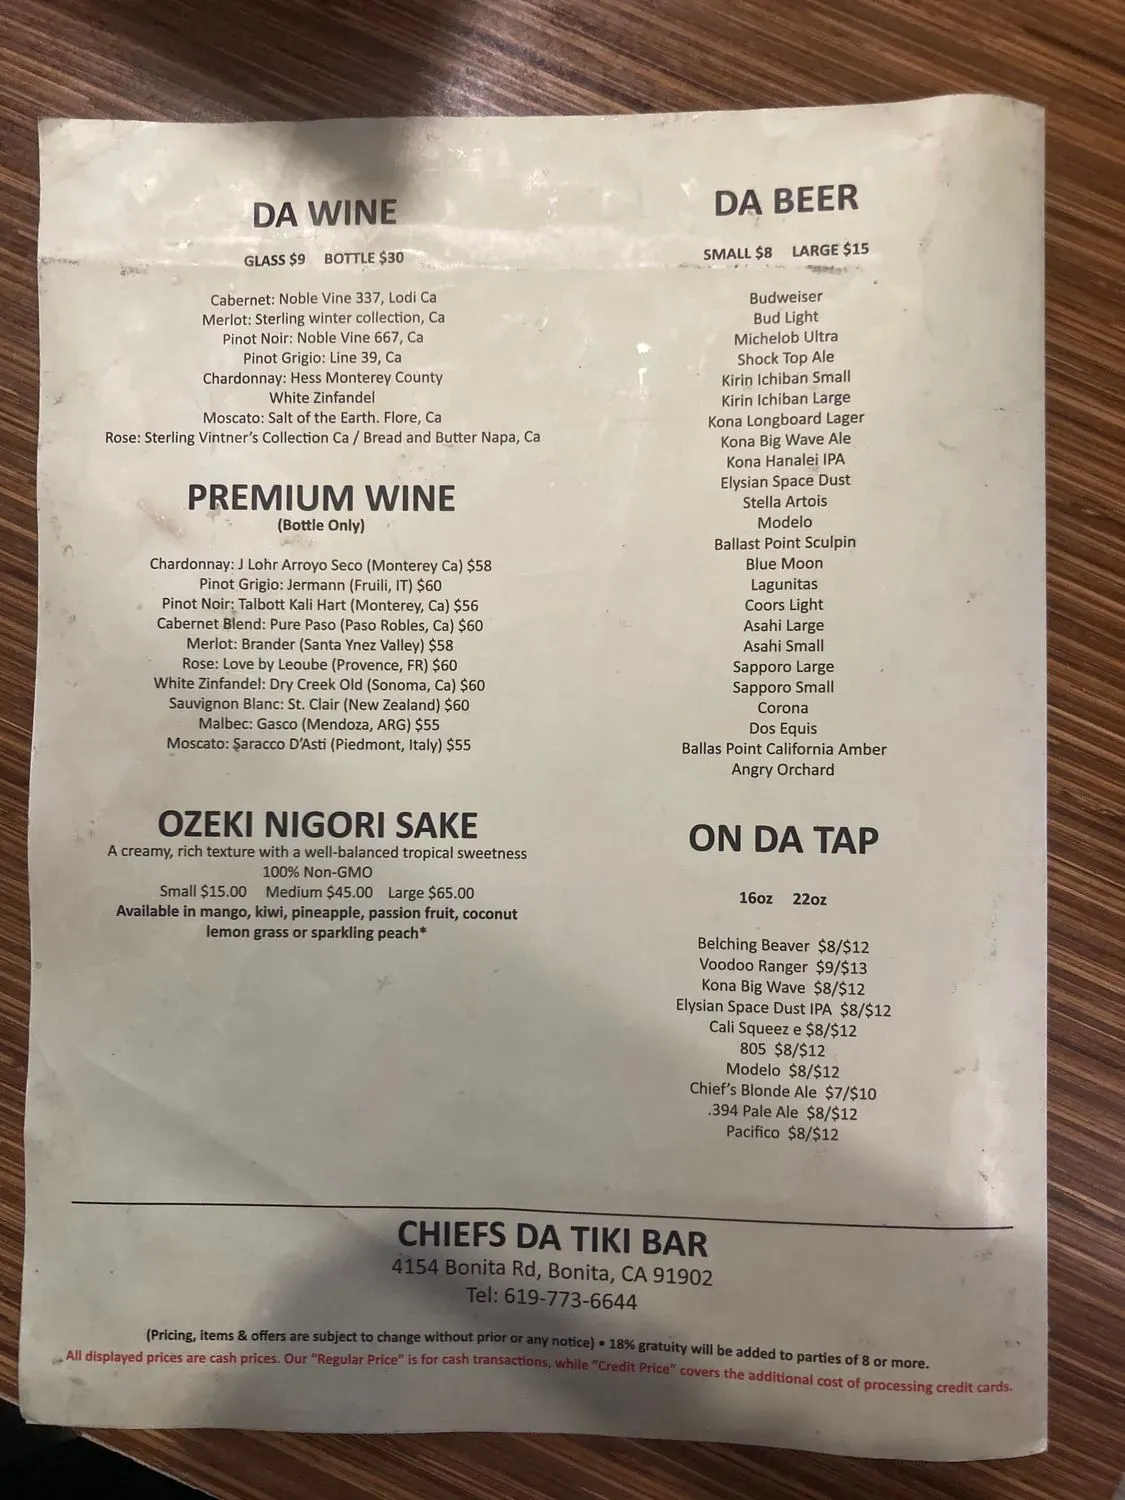 DA WINE
GLASS $9 BOTTLE $30
Cabernet: Noble Vine 337, Lodi Ca
Merlot: Sterling winter collection, Ca
Pinot Noir: Noble Vine 667, Ca
Pinot Grigio: Line 39, Ca
Chardonnay: Hess Monterey County
White Zinfandel
Moscato: Salt of the Earth. Flore, Ca
Rose: Sterling Vintner's Collection Ca / Bread and Butter Napa, Ca
PREMIUM WINE
(Bottle Only)
Chardonnay: J Lohr Arroyo Seco (Monterey Ca) $58
Pinot Grigio: Jermann (Fruili, IT) $60
Pinot Noir: Talbott Kali Hart (Monterey, Ca) $56
Cabernet Blend: Pure Paso (Paso Robles, Ca) $60
Merlot: Brander (Santa Ynez Valley) $58
Rose: Love by Leoube (Provence, FR) $60
White Zinfandel: Dry Creek Old (Sonoma, Ca) $60
Sauvignon Blanc: St. Clair (New Zealand) $60
Malbec: Gasco (Mendoza, ARG) $55
Moscato: Saracco D'Asti (Piedmont, Italy) $55
OZEKI NIGORI SAKE
A creamy, rich texture with a well-balanced tropical sweetness
100% Non-GMO
Small $15.00 Medium $45.00 Large $65.00
Available in mango, kiwi, pineapple, passion fruit, coconut
lemon grass or sparkling peach*
DA BEER
SMALL $8 LARGE $15
Budweiser
Bud Light
Michelob Ultra
Shock Top Ale
Kirin Ichiban Small
Kirin Ichiban Large
Kona Longboard Lager
Kona Big Wave Ale
Kona Hanalei IPA
Elysian Space Dust
Stella Artois
Modelo
Ballast Point Sculpin
Blue Moon
Lagunitas
Coors Light
Asahi Large
Asahi Small
Sapporo Large
Sapporo Small
Corona
Dos Equis
Ballas Point California Amber
Angry Orchard
ON DA TAP
16oz 22oz
Belching Beaver $8/$12
Voodoo Ranger $9/$13
Kona Big Wave $8/$12
Elysian Space Dust IPA $8/$12
Cali Squeez e $8/$12
805 $8/$12
Modelo $8/$12
Chief's Blonde Ale $7/$10
.394 Pale Ale $8/$12
Pacifico $8/$12
CHIEFS DA TIKI BAR
4154 Bonita Rd, Bonita, CA 91902
Tel: 619-773-6644
(Pricing, items & offers are subject to change without prior or any notice) • 18% gratuity will be added to parties of 8 or more.
All displayed prices are cash prices. Our "Regular Price" is for cash transactions, while "Credit Price" covers the additional cost of processing credit cards.